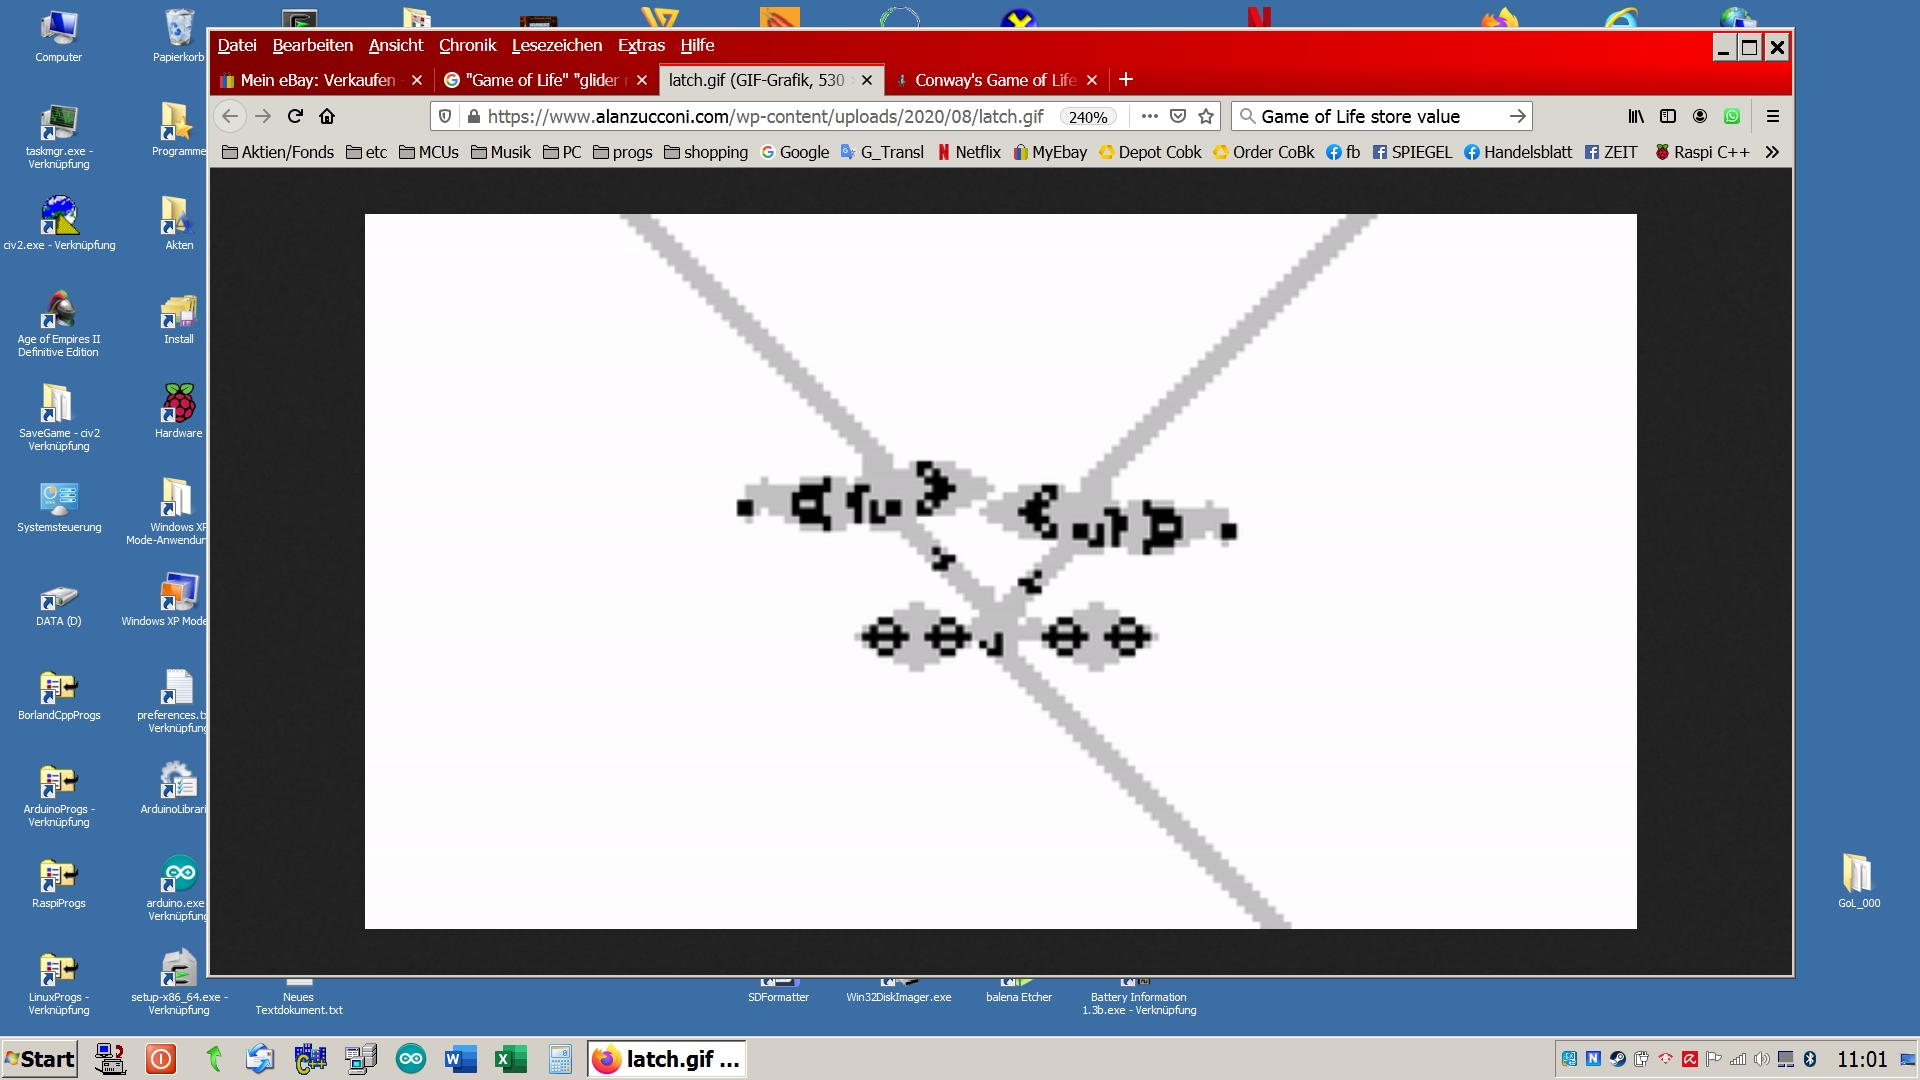 Datei Bearbeiten Ansicht Chronik Lesezeichen Extras Hilfe
Mein eBay: Verkaufen "Game of Life" "glider latch.gif (GIF-Grafik, 530 Conway's Game of Life
https://www.alanzucconi.com/wp-content/uploads/2020/08/latch.gif 240% Game of Life store value
Aktien/Fonds etc MCUs Musik PC progs shopping Google G_Transl Netflix MyEbay Depot Cobk Order CoBk fb SPIEGEL Handelsblatt ZEIT Raspi C++
Computer
Papierkorb
taskmgr.exe -
Verknüpfung
Programme
civ2.exe - Verknüpfung
Akten
Age of Empires II
Definitive Edition
Install
SaveGame - civ2
Verknüpfung
Hardware
Systemsteuerung
Windows XP
Mode-Anwendun
DATA (D)
Windows XP Mode
BorlandCppProgs
preferences.tx
Verknüpfung
ArduinoProgs -
Verknüpfung
ArduinoLibrari
RaspiProgs
arduino.exe
Verknüpfung
LinuxProgs -
Verknüpfung
setup-x86_64.exe -
Verknüpfung
Neues
Textdokument.txt
SDFormatter
Win32DiskImager.exe
balena Etcher
Battery Information
1.3b.exe - Verknüpfung
GoL_000
Start latch.gif ... 11:01